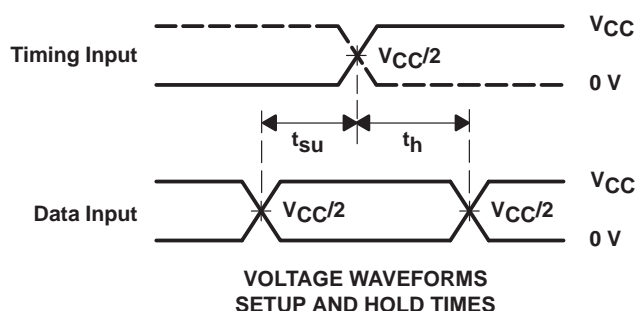 VCC
Timing Input
VCC/2
0 V
tsu
th
VCC
Data Input
VCC/2
VCC/2
0 V
VOLTAGE WAVEFORMS
SETUP AND HOLD TIMES